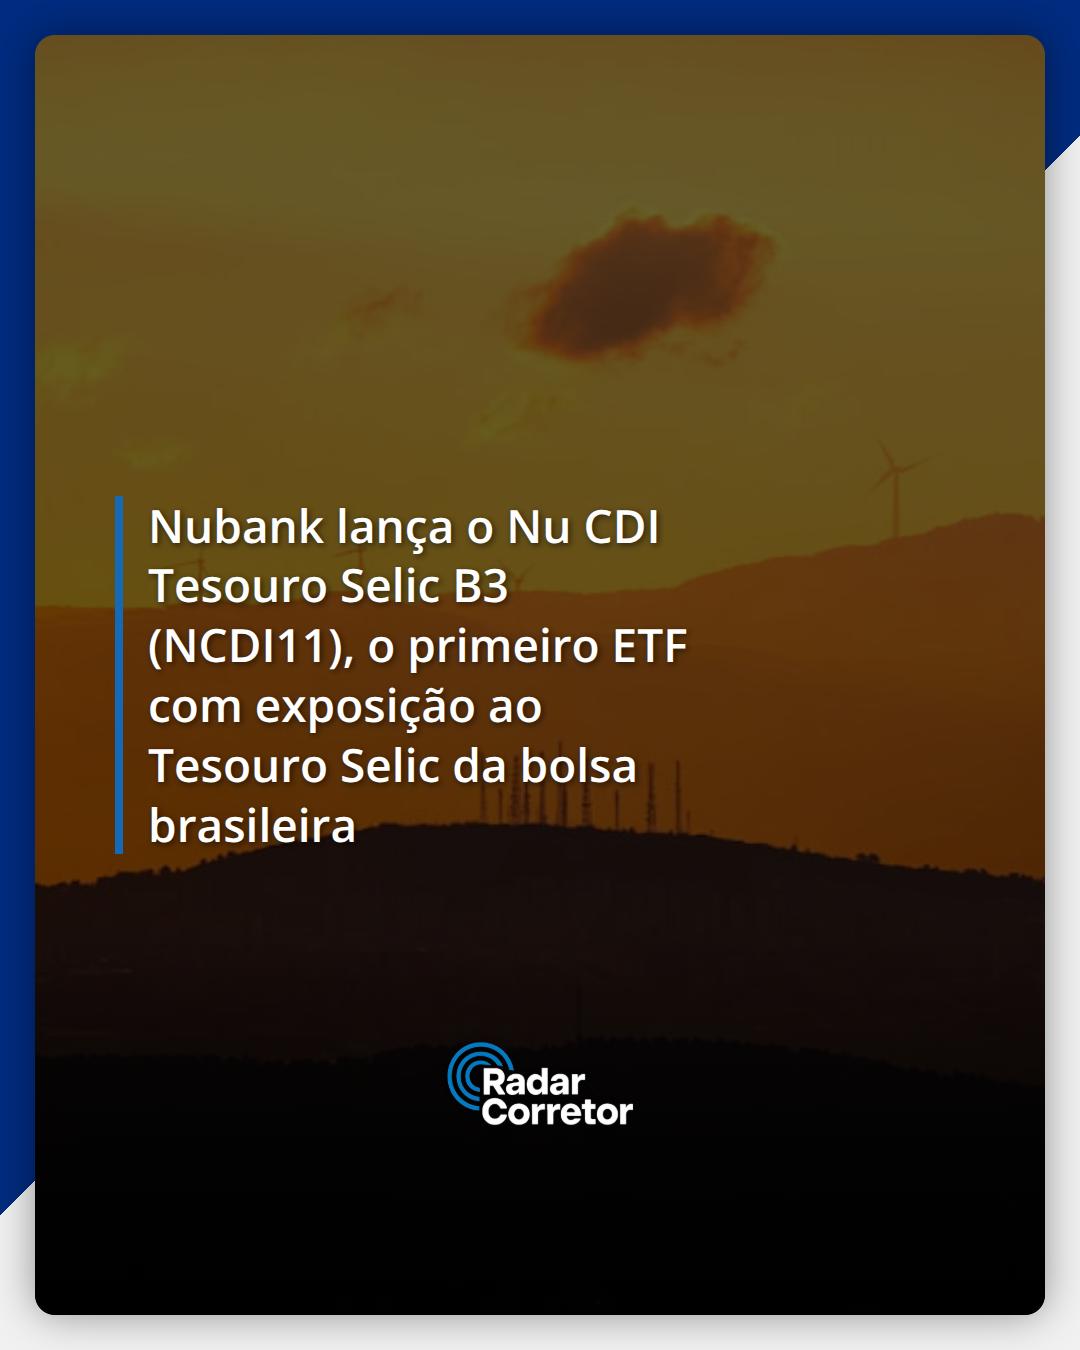 Nubank lança o Nu CDI
Tesouro Selic B3
(NCDI11), o primeiro ETF
com exposição ao
Tesouro Selic da bolsa
brasileira
Radar
Corretor